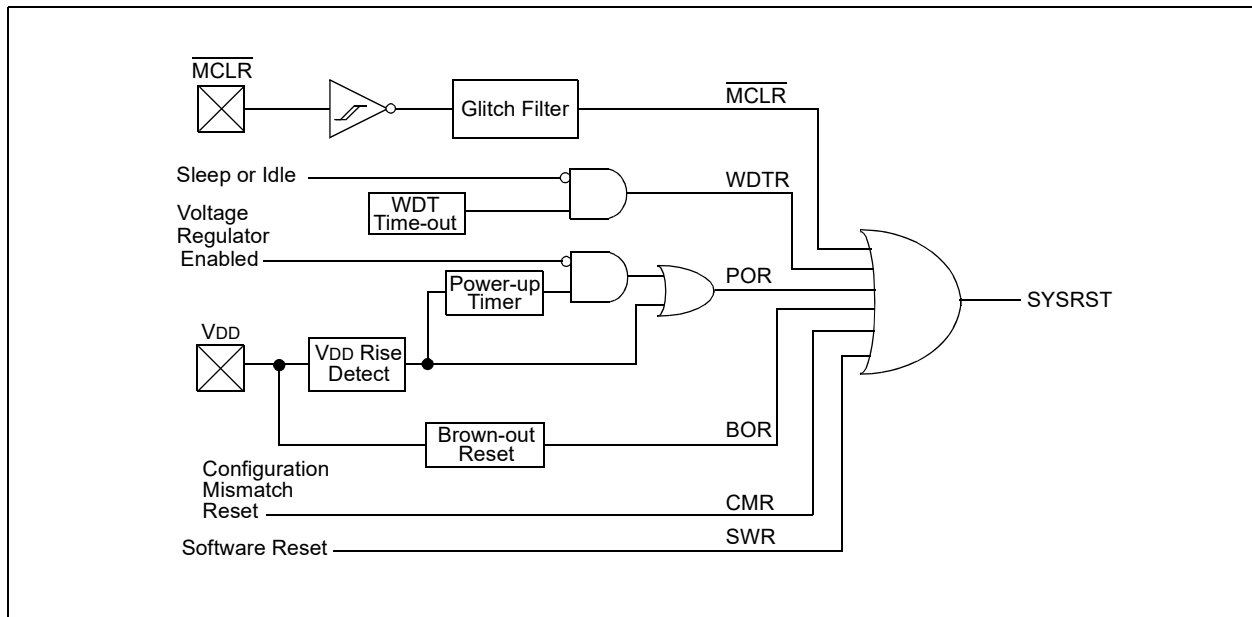 MCLR
Glitch Filter
MCLR
Sleep or Idle
WDTR
WDT
Time-out
Voltage
Regulator
Enabled
Power-up
Timer
POR
SYSRST
VDD
VDD Rise
Detect
Brown-out
Reset
BOR
Configuration
Mismatch
Reset
CMR
Software Reset
SWR